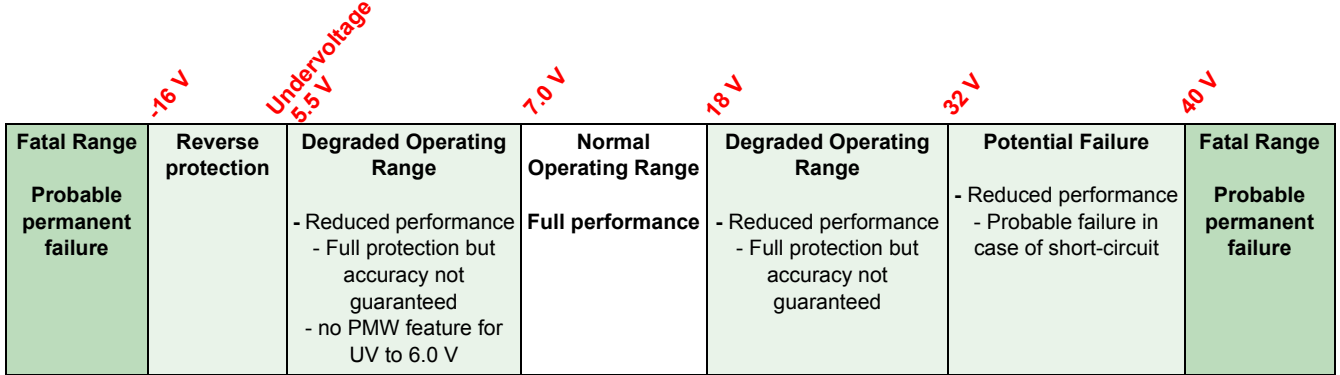 -16 V
Undervoltage
5.5 V
7.0 V
18 V
32 V
40 V
Fatal Range
Probable
permanent
failure
Reverse
protection
Degraded Operating
Range
- Reduced performance
- Full protection but
accuracy not
guaranteed
- no PMW feature for
UV to 6.0 V
Normal
Operating Range
Full performance
Degraded Operating
Range
- Reduced performance
- Full protection but
accuracy not
guaranteed
Potential Failure
- Reduced performance
- Probable failure in
case of short-circuit
Fatal Range
Probable
permanent
failure